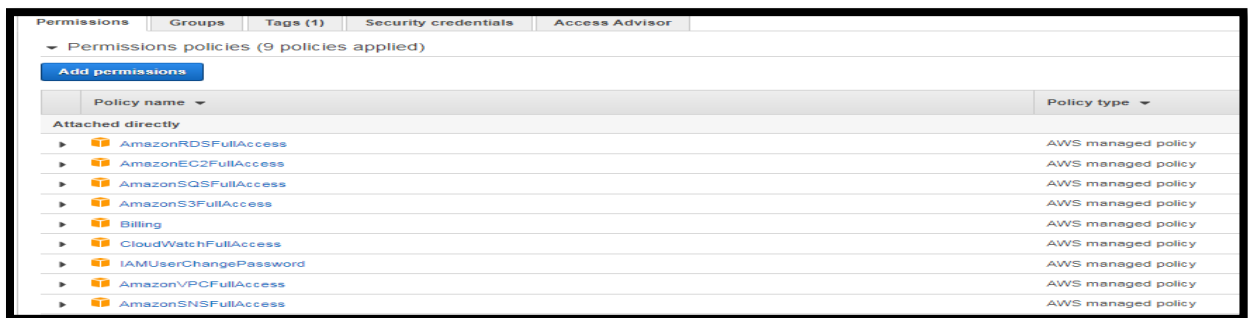 Permissions Groups Tags (1) Security credentials Access Advisor
Permissions policies (9 policies applied)
Add permissions
Policy name Policy type
Attached directly
AmazonRDSFullAccess AWS managed policy
AmazonEC2FullAccess AWS managed policy
AmazonSQSFullAccess AWS managed policy
AmazonS3FullAccess AWS managed policy
Billing AWS managed policy
CloudWatchFullAccess AWS managed policy
IAMUserChangePassword AWS managed policy
AmazonVPCFullAccess AWS managed policy
AmazonSNSFullAccess AWS managed policy